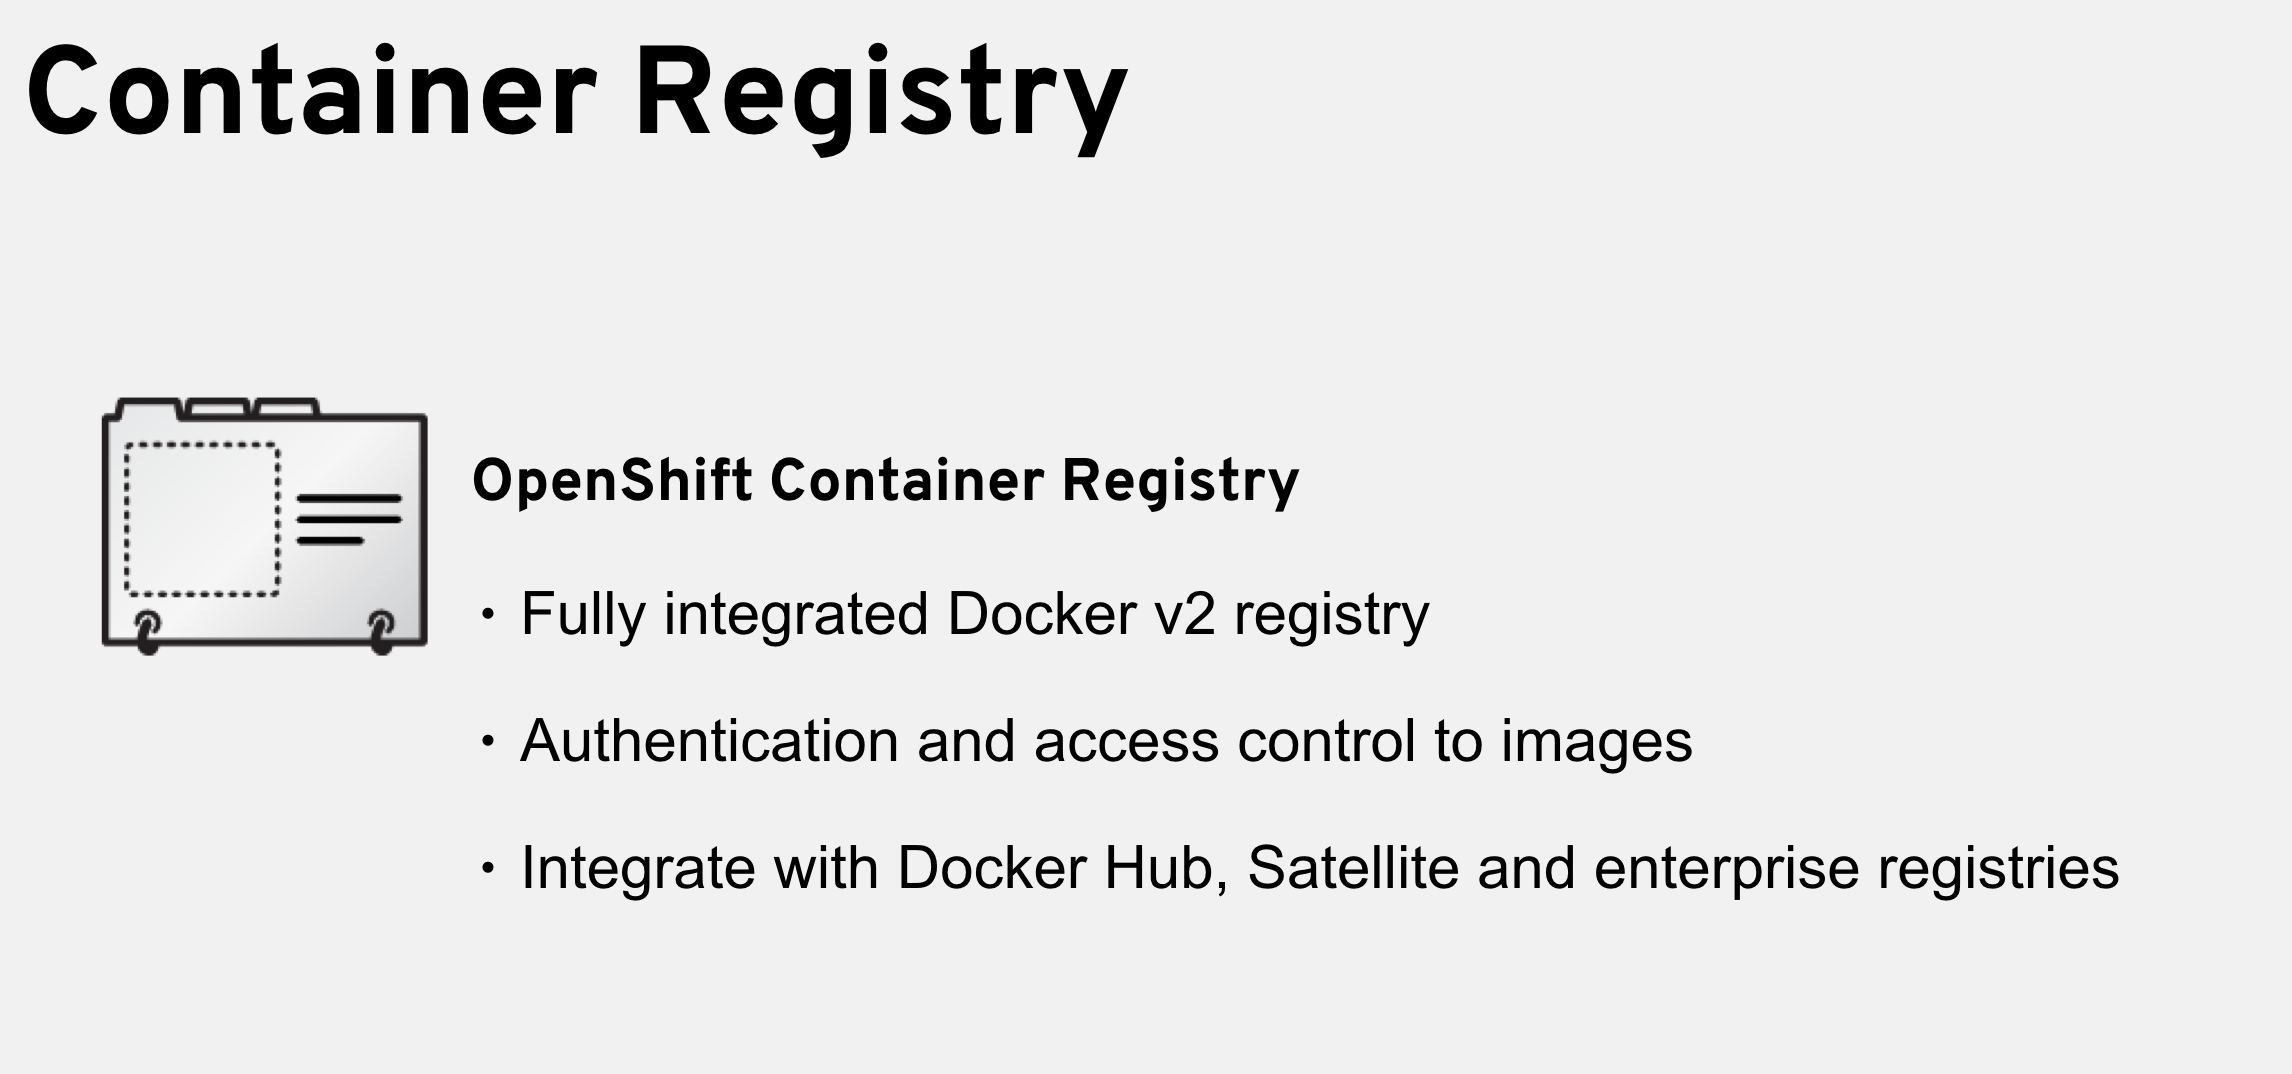 Container Registry
OpenShift Container Registry
• Fully integrated Docker v2 registry
• Authentication and access control to images
• Integrate with Docker Hub, Satellite and enterprise registries